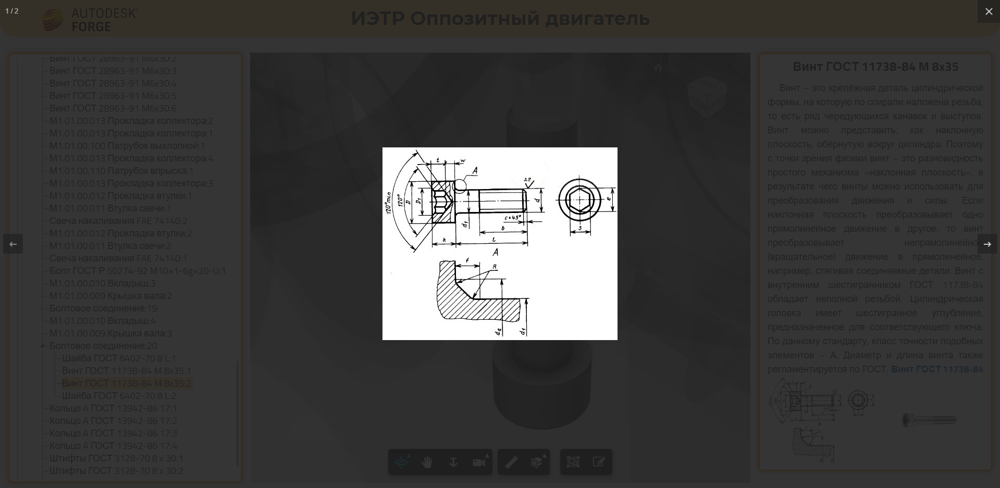 1 / 2
AUTODESK
FORGE
ИЭТР Оппозитный двигатель
Винт ГОСТ 28963-91 М6х30:2
Винт ГОСТ 28963-91 М6х30:3
Винт ГОСТ 28963-91 М6х30:4
Винт ГОСТ 28963-91 М6х30:5
Винт ГОСТ 28963-91 М6х30:6
М1.01.00.013 Прокладка коллектора:2
М1.01.00.013 Прокладка коллектора:1
М1.01.00.100 Патрубок выхлопной:1
М1.01.00.013 Прокладка коллектора:4
М1.01.00.110 Патрубок впрыска:1
М1.01.00.013 Прокладка коллектора:3
М1.01.00.012 Прокладка втулки:1
М1.01.00.011 Втулка свечи:1
Свеча накаливания FAE 74140:2
М1.01.00.012 Прокладка втулки:2
М1.01.00.011 Втулка свечи:2
Свеча накаливания FAE 74140:1
Болт ГОСТ Р 50274-92 М10×1-6g×20-U:1
М1.01.00.010 Вкладыш:3
М1.01.00.009 Крышка вала:2
Болтовое соединение:19
М1.01.00.010 Вкладыш:4
М1.01.00.009 Крышка вала:3
Болтовое соединение:20
Шайба ГОСТ 6402-70 8 L:1
Винт ГОСТ 11738-84 М 8х35:1
Винт ГОСТ 11738-84 М 8х35:2
Шайба ГОСТ 6402-70 8 L:2
Кольцо А ГОСТ 13942-86 17:1
Кольцо А ГОСТ 13942-86 17:2
Кольцо А ГОСТ 13942-86 17:3
Кольцо А ГОСТ 13942-86 17:4
Штифты ГОСТ 3128-70 8 х 30:1
Штифты ГОСТ 3128-70 8 х 30:2
t
w
A
3.2
120°min
120°
D
D₁
d₁
d
e
c×45°
b
s
k
l
A
f
R
dₐ
d₁
Винт ГОСТ 11738-84 М 8х35
Винт – это крепёжная деталь цилиндрической
формы, на которую по спирали наложена резьба,
то есть ряд чередующихся канавок и выступов.
Винт можно представить, как наклонную
плоскость, обёрнутую вокруг цилиндра. Поэтому
с точки зрения физики винт – это разновидность
простого механизма «наклонная плоскость», в
результате чего винты можно использовать для
преобразования движения и силы. Если
наклонная плоскость преобразовывает одно
прямолинейное движение в другое, то винт
преобразовывает непрямолинейное
(вращательное) движение в прямолинейное,
например, стягивая соединяемые детали. Винт с
внутренним шестигранником ГОСТ 11738-84
обладает неполной резьбой. Цилиндрическая
головка имеет шестигранное углубление,
предназначенное для соответствующего ключа.
По данному стандарту, класс точности подобных
элементов – А. Диаметр и длина винта также
регламентируется по ГОСТ. Винт ГОСТ 11738-84